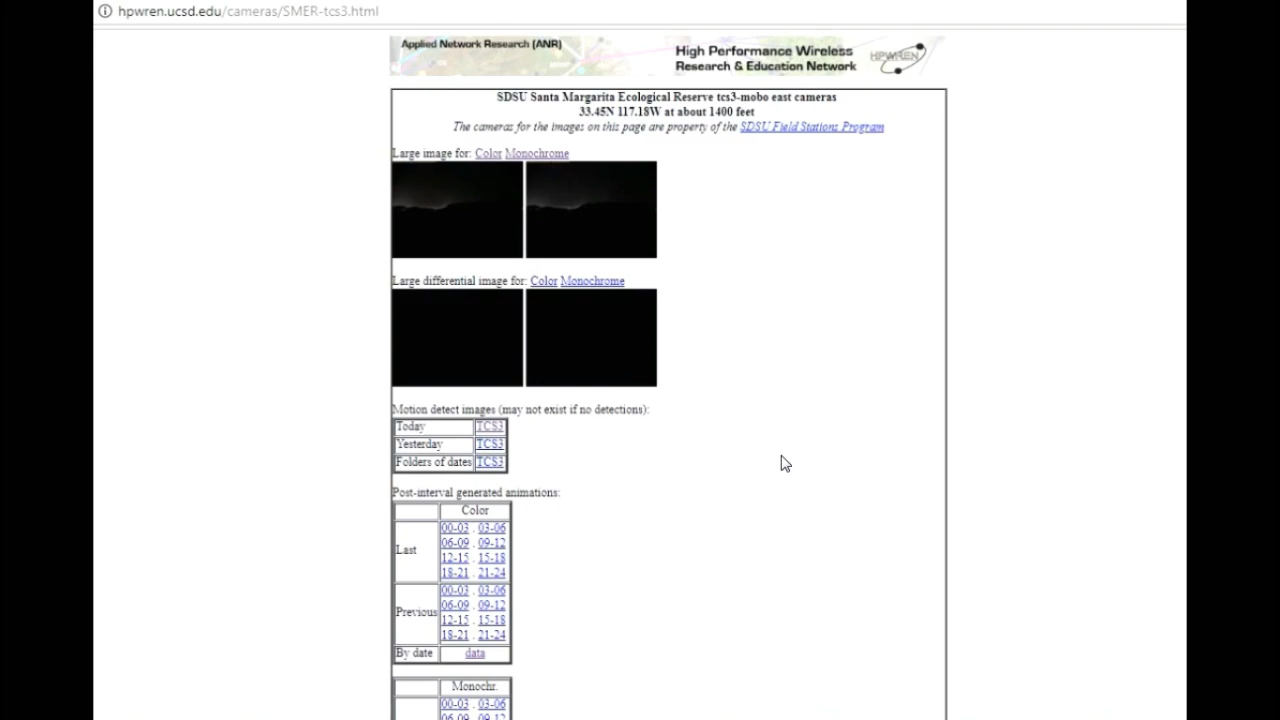 hpwren.ucsd.edu/cameras/SMER-tcs3.html
Applied Network Research (ANR)
High Performance Wireless
Research & Education Network
HPWREN
SDSU Santa Margarita Ecological Reserve tcs3-mobo east cameras
33.45N 117.18W at about 1400 feet
The cameras for the images on this page are property of the SDSU Field Stations Program
Large image for: Color Monochrome
Large differential image for: Color Monochrome
Motion detect images (may not exist if no detections):
Today TCS3
Yesterday TCS3
Folders of dates TCS3
Post-interval generated animations:
Color
Last
00-03 . 03-06
06-09 . 09-12
12-15 . 15-18
18-21 . 21-24
Previous
00-03 . 03-06
06-09 . 09-12
12-15 . 15-18
18-21 . 21-24
By date data
Monochr.
00-03 . 03-06
06-09 . 09-12